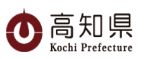 高知県
Kochi Prefecture